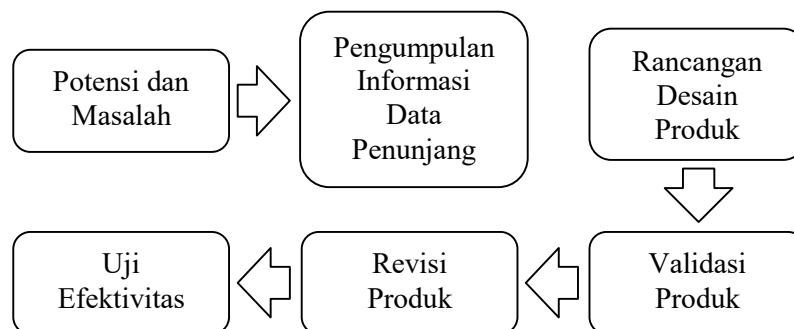 Potensi dan
Masalah
Pengumpulan
Informasi
Data
Penunjang
Rancangan
Desain
Produk
Uji
Efektivitas
Revisi
Produk
Validasi
Produk